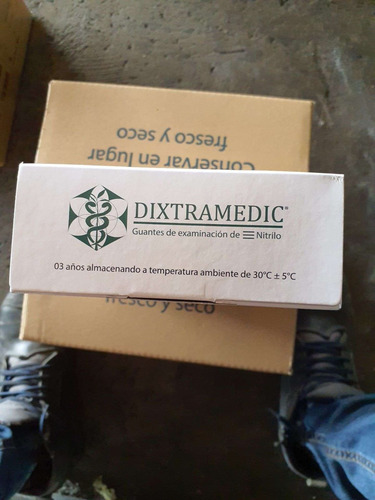 Conservar en lugar
fresco y seco
DIXTRAMEDIC®
Guantes de examinación de Nitrilo
03 años almacenando a temperatura ambiente de 30°C ± 5°C
fresco y seco